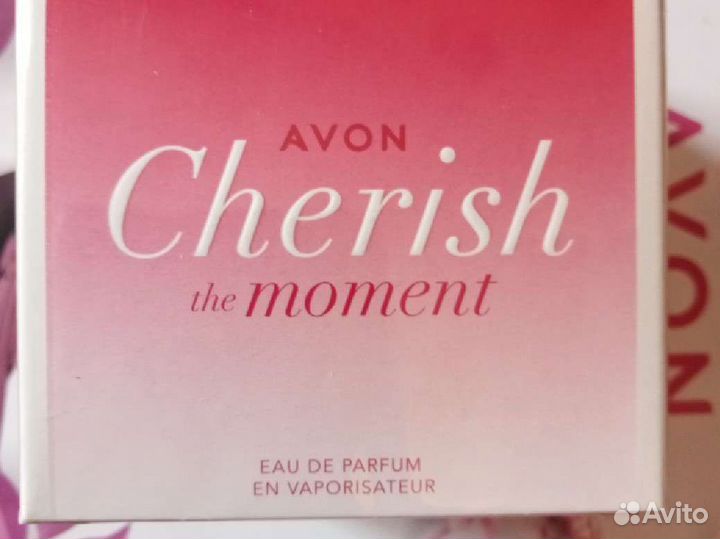 AVON
Cherish
the moment
EAU DE PARFUM
EN VAPORISATEUR
AVON
Avito